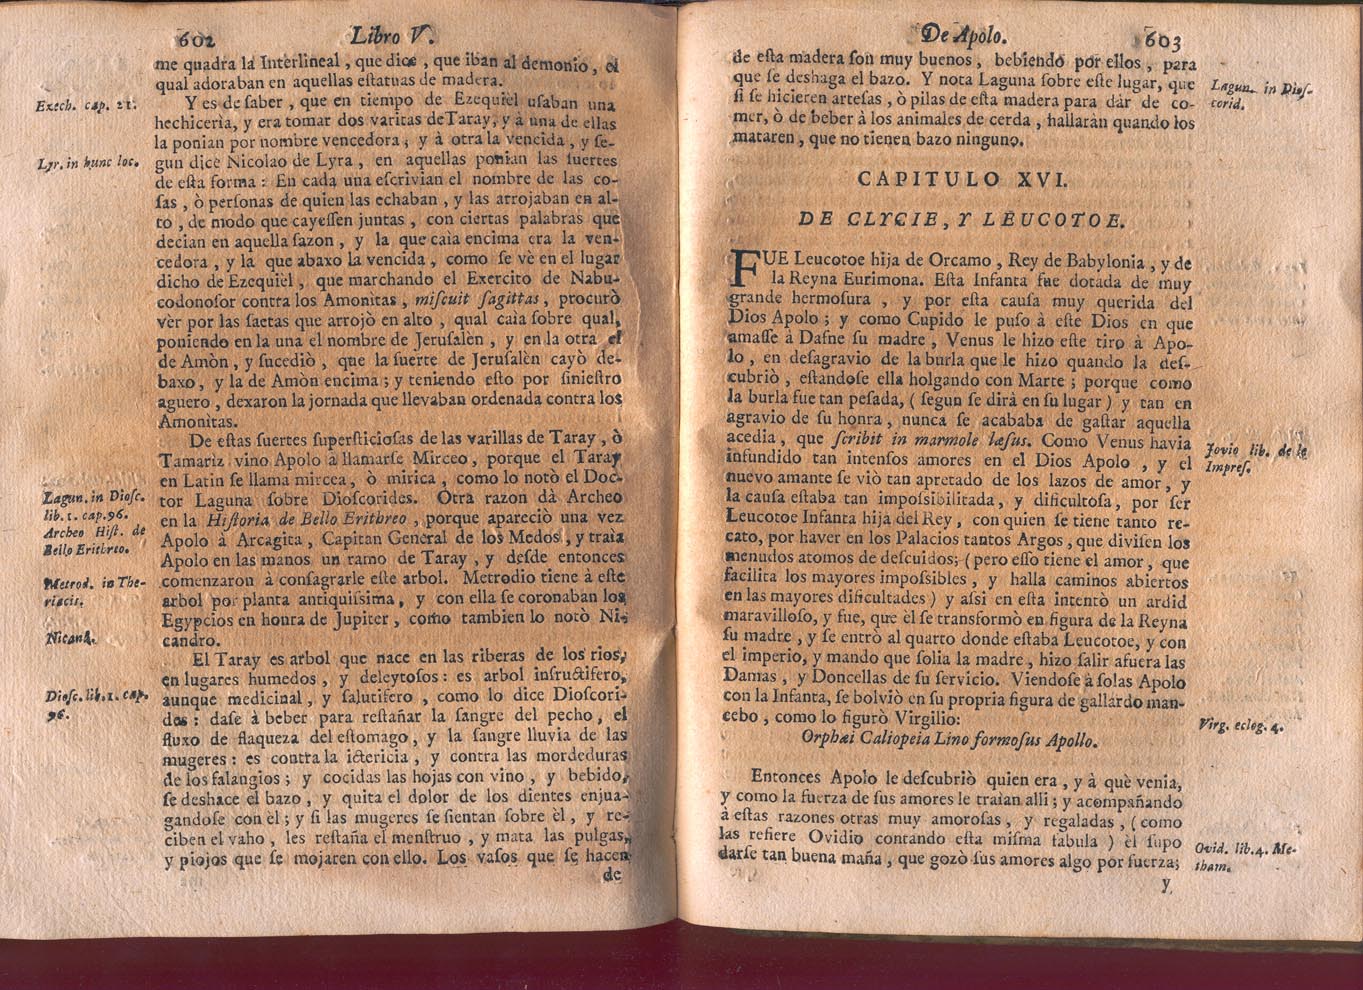 602 Libro V.
me quadra la Interlineal, que dice, que iban al demonio, el
qual adoraban en aquellas estatuas de madera.
Ezech. cap. 21.
Y es de saber, que en tiempo de Ezequièl usaban una
hechicerìa, y era tomar dos varitas de Taray, y à una de ellas
la ponian por nombre vencedora, y à otra la vencida, y se-
Lyr. in hunc loc.
gun dice Nicolao de Lyra, en aquellas ponian las suertes
de esta forma: En cada una escrivian el nombre de las co-
sas, ò personas de quien las echaban, y las arrojaban en al-
to, de modo que cayessen juntas, con ciertas palabras que
decian en aquella sazon, y la que caìa encima era la ven-
cedora, y la que abaxo la vencida, como se vè en el lugar
dicho de Ezequièl, que marchando el Exercito de Nabu-
codonosor contra los Amonitas, miscuit sagittas, procurò
vèr por las saetas que arrojò en alto, qual caìa sobre qual,
poniendo en la una el nombre de Jerusalèn, y en la otra el
de Amòn, y sucediò, que la suerte de Jerusalèn cayò de-
baxo, y la de Amòn encima; y teniendo esto por siniestro
aguero, dexaron la jornada que llevaban ordenada contra los
Amonitas.
De estas suertes supersticiosas de las varillas de Taray, ò
Tamarìz vino Apolo à llamarse Mirceo, porque el Taray
en Latin se llama mircea, ò mirica, como lo notò el Doc-
Lagun. in Diosc.
lib. 1. cap. 96.
tor Laguna sobre Dioscorides. Otra razon dà Archeo
Archeo Hist. de
Bello Erithreo.
en la Historia de Bello Erithreo, porque apareciò una vez
Apolo à Arcagita, Capitan General de los Medos, y traìa
Apolo en las manos un ramo de Taray, y desde entonces
Metrod. in The-
riacis.
comenzaron à consagrarle este arbol. Metrodio tiene à este
arbol por planta antiquissima, y con ella se coronaban los
Egypcios en honra de Jupiter, como tambien lo notò Ni-
Nicand.
candro.
El Taray es arbol que nace en las riberas de los rios,
en lugares humedos, y deleytosos: es arbol infructifero,
Diosc. lib. 1. cap.
96.
aunque medicinal, y salutifero, como lo dice Dioscori-
des: dase à beber para restañar la sangre del pecho, el
fluxo de flaqueza del estomago, y la sangre lluvia de las
mugeres: es contra la ictericia, y contra las mordeduras
de los falangios; y cocidas las hojas con vino, y bebido,
se deshace el bazo, y quita el dolor de los dientes enjua-
gandose con èl; y si las mugeres se sientan sobre èl, y re-
ciben el vaho, les restaña el menstruo, y mata las pulgas,
y piojos que se mojaren con ello. Los vasos que se hacen
de
De Apolo. 603
de esta madera son muy buenos, bebiendo por ellos, para
que se deshaga el bazo. Y nota Laguna sobre este lugar, que
Lagun. in Dios-
corid.
si se hicieren artesas, ò pilas de esta madera para dàr de co-
mer, ò de beber à los animales de cerda, hallaràn quando los
mataren, que no tienen bazo ninguno.
CAPITULO XVI.
DE CLYCIE, Y LEUCOTOE.
FUE Leucotoe hija de Orcamo, Rey de Babylonia, y de
la Reyna Eurimona. Esta Infanta fue dotada de muy
grande hermosura, y por esta causa muy querida del
Dios Apolo; y como Cupido le puso à este Dios en que
amasse à Dafne su madre, Venus le hizo este tiro à Apo-
lo, en desagravio de la burla que le hizo quando la des-
cubriò, estandose ella holgando con Marte; porque como
la burla fue tan pesada, (segun se dirà en su lugar) y tan en
agravio de su honra, nunca se acababa de gastar aquella
acedia, que scribit in marmole læsus. Como Venus havia
Jovio lib. de le
Impres.
infundido tan intensos amores en el Dios Apolo, y el
nuevo amante se viò tan apretado de los lazos de amor, y
la causa estaba tan impossibilitada, y dificultosa, por ser
Leucotoe Infanta hija del Rey, con quien se tiene tanto re-
cato, por haver en los Palacios tantos Argos, que divisen los
menudos atomos de descuidos; (pero esso tiene el amor, que
facilita los mayores impossibles, y halla caminos abiertos
en las mayores dificultades) y assi en esta intentò un ardid
maravilloso, y fue, que èl se transformò en figura de la Reyna
su madre, y se entrò al quarto donde estaba Leucotoe, y con
el imperio, y mando que solia la madre, hizo salir afuera las
Damas, y Doncellas de su servicio. Viendose à solas Apolo
con la Infanta, se bolviò en su propria figura de gallardo man-
cebo, como lo figurò Virgilio:
Virg. eclog. 4.
Orphæi Caliopeia Lino formosus Apollo.
Entonces Apolo le descubriò quien era, y à què venia,
y como la fuerza de sus amores le traìan alli; y acompañando
à estas razones otras muy amorosas, y regaladas, (como
las refiere Ovidio contando esta misma fabula) èl supo
Ovid. lib. 4. Me-
tham.
darse tan buena maña, que gozò sus amores algo por fuerza;
y